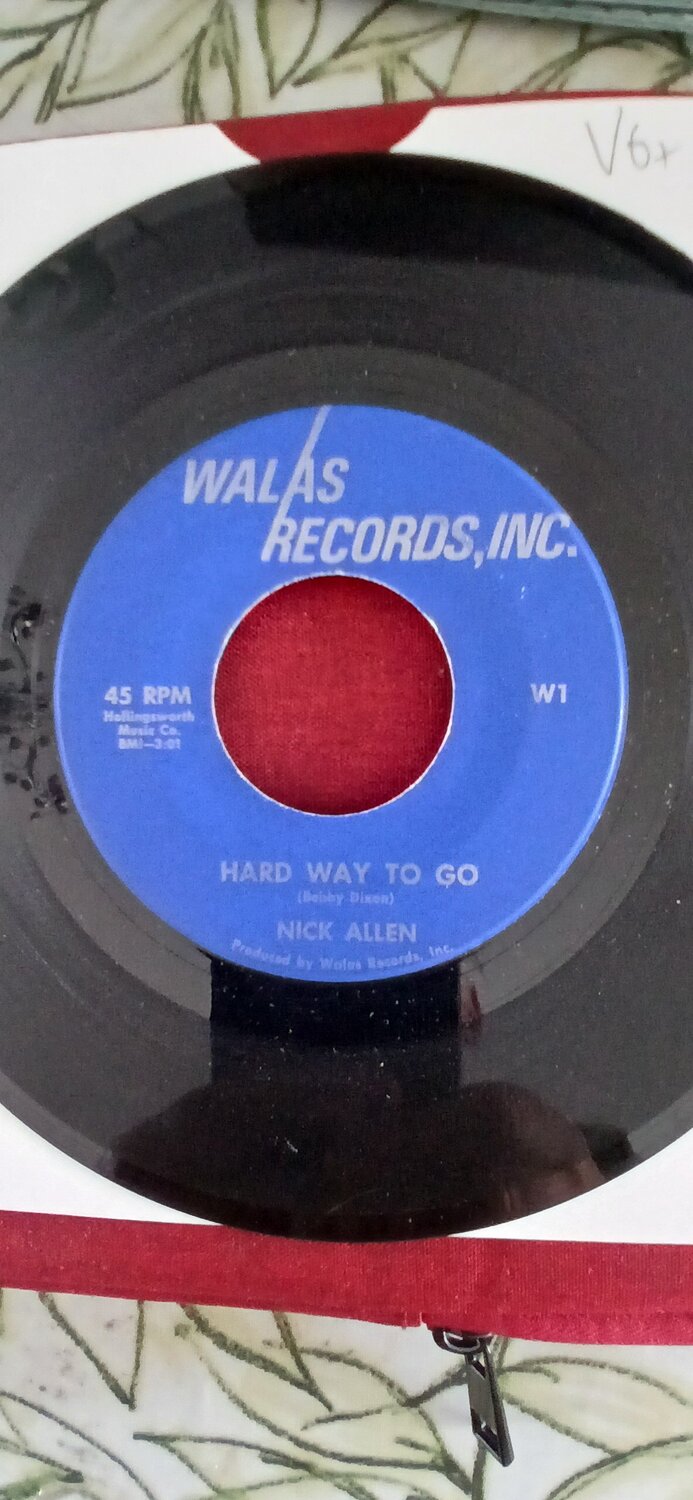 VG+
WALAS
RECORDS, INC.
45 RPM
Hollingsworth
Music Co.
BMI—3:01
W1
HARD WAY TO GO
(Bobby Dixon)
NICK ALLEN
Produced by Walas Records, Inc.